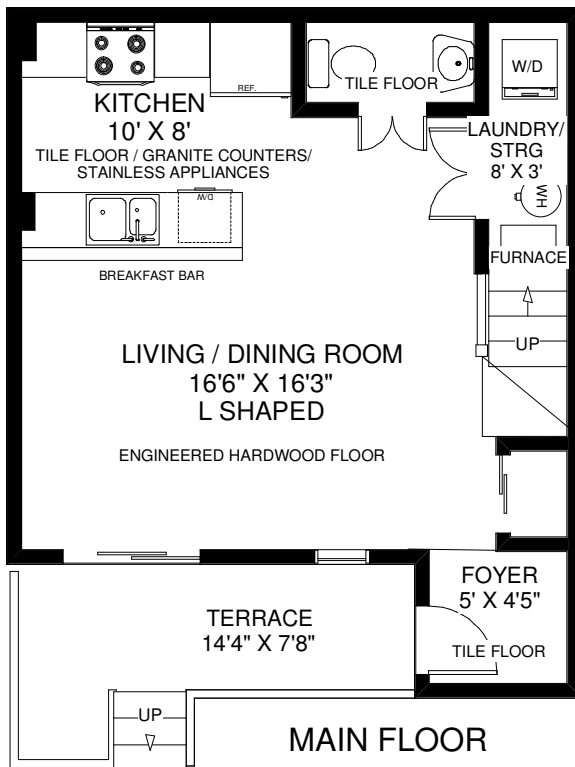 W/D
TILE FLOOR
REF.
KITCHEN
10' X 8'
TILE FLOOR / GRANITE COUNTERS/
STAINLESS APPLIANCES
LAUNDRY/
STRG
8' X 3'
WH
D/W
FURNACE
BREAKFAST BAR
UP
LIVING / DINING ROOM
16'6" X 16'3"
L SHAPED
ENGINEERED HARDWOOD FLOOR
FOYER
5' X 4'5"
TILE FLOOR
TERRACE
14'4" X 7'8"
UP
MAIN FLOOR